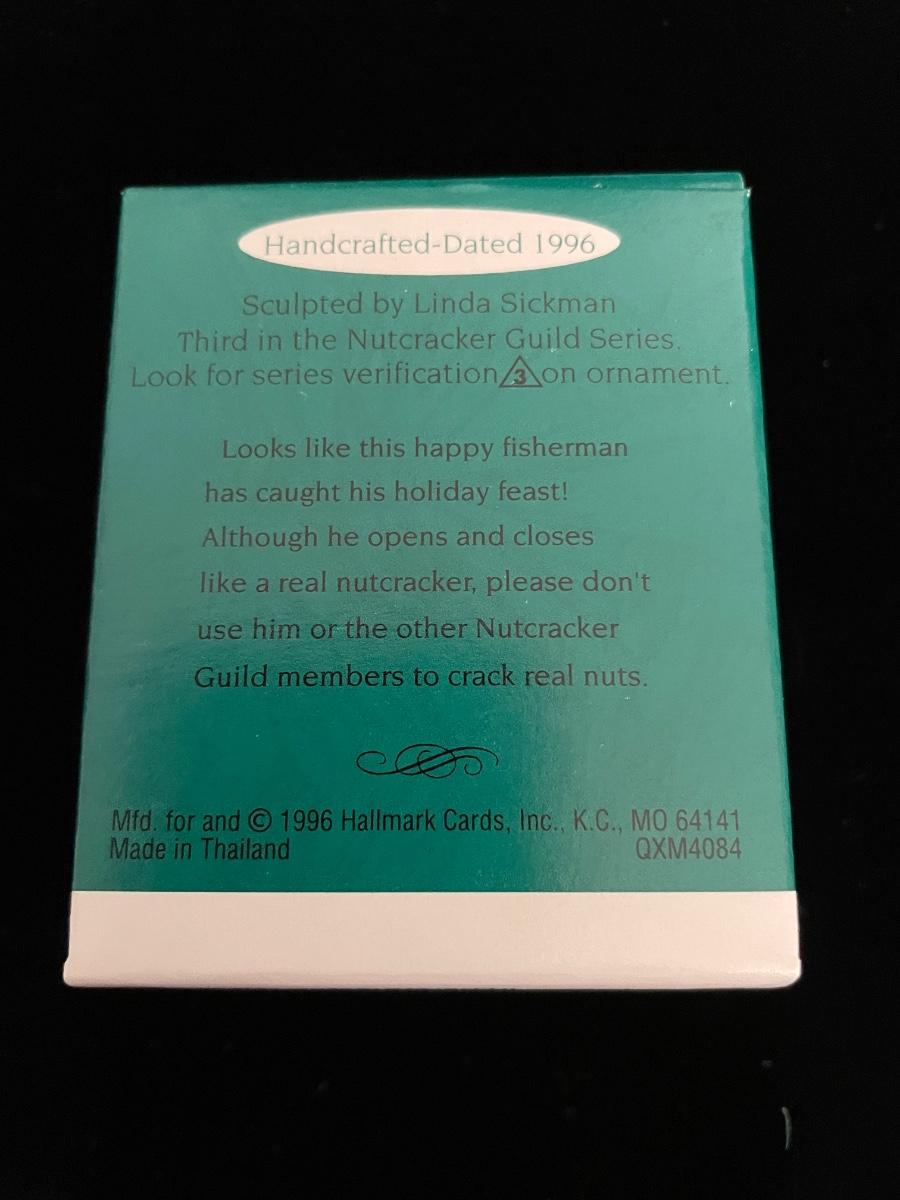 Handcrafted-Dated 1996
Sculpted by Linda Sickman
Third in the Nutcracker Guild Series.
Look for series verification 3 on ornament.
Looks like this happy fisherman
has caught his holiday feast!
Although he opens and closes
like a real nutcracker, please don't
use him or the other Nutcracker
Guild members to crack real nuts.
Mfd. for and © 1996 Hallmark Cards, Inc., K.C., MO 64141
Made in Thailand QXM4084